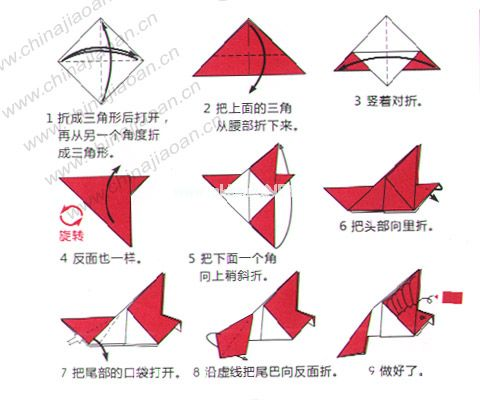 www.chinajiaoan.cn
www.chinajiaoan.cn
www.chinajiaoan.cn
1 折成三角形后打开，
再从另一个角度折
成三角形。
2 把上面的三角
从腰部折下来。
3 竖着对折。
旋转
4 反面也一样。
5 把下面一个角
向上稍斜折。
6 把头部向里折。
7 把尾部的口袋打开。
8 沿虚线把尾巴向反面折。
9 做好了。